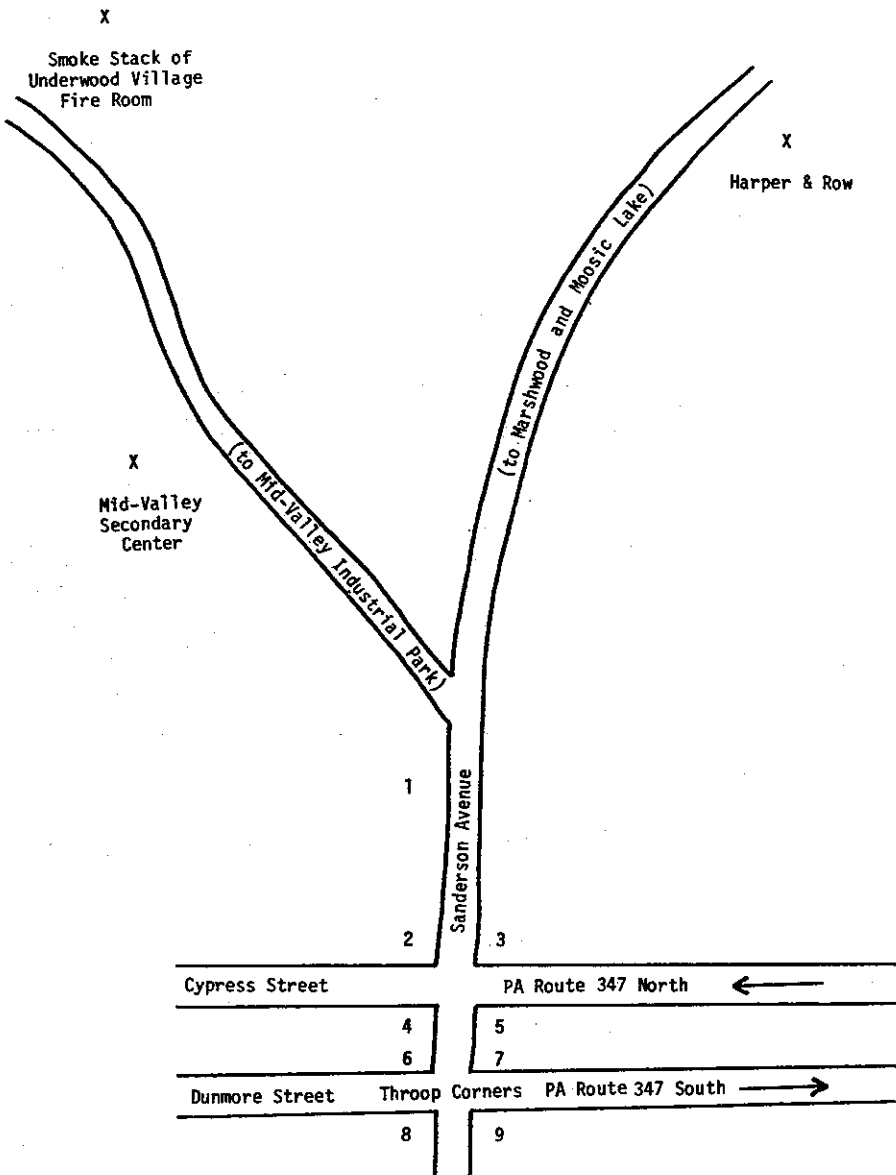 X
Smoke Stack of
Underwood Village
Fire Room
X
Harper & Row
(to Marshwood and Moosic Lake)
X
Mid-Valley
Secondary
Center
(to Mid-Valley Industrial Park)
1
Sanderson Avenue
2 3
Cypress Street PA Route 347 North
4 5
6 7
Dunmore Street Throop Corners PA Route 347 South
8 9